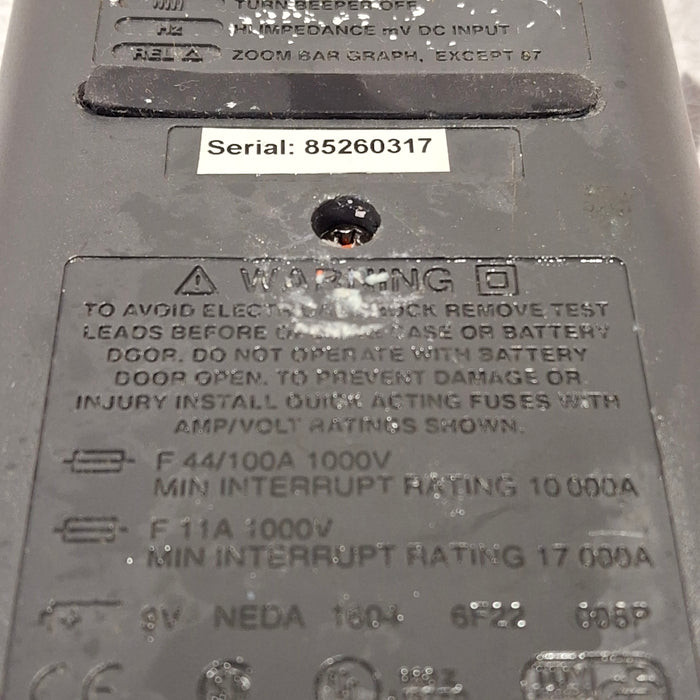 TURN BEEPER OFF
Hz HI IMPEDANCE mV DC INPUT
REL △ ZOOM BAR GRAPH, EXCEPT 87
Serial: 85260317
WARNING
TO AVOID SHOCK REMOVE TEST
LEADS BEFORE CASE OR BATTERY
DOOR. DO NOT OPERATE WITH BATTERY
DOOR OPEN. TO PREVENT DAMAGE OR
INJURY INSTALL QUICK ACTING FUSES WITH
AMP/VOLT RATINGS SHOWN.
F 44/100A 1000V
MIN INTERRUPT RATING 10 000A
F 11A 1000V
MIN INTERRUPT RATING 17 000A
9V NEDA 1604 6F22 006P
CE